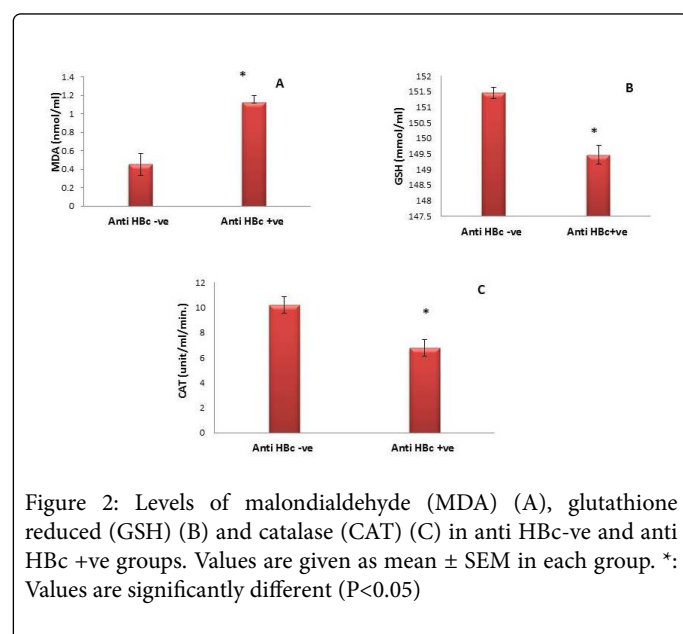 A
MDA (nmol/ml)
1.4
1.2
1
0.8
0.6
0.4
0.2
0
*
Anti HBc -ve
Anti HBc +ve
B
GSH (mmol/ml)
152
151.5
151
150.5
150
149.5
149
148.5
148
147.5
*
Anti HBc -ve
Anti HBc+ve
C
CAT (unit/ml/min.)
12
10
8
6
4
2
0
*
Anti HBc -ve
Anti HBc +ve
Figure 2: Levels of malondialdehyde (MDA) (A), glutathione
reduced (GSH) (B) and catalase (CAT) (C) in anti HBc-ve and anti
HBc +ve groups. Values are given as mean ± SEM in each group. *:
Values are significantly different (P<0.05)